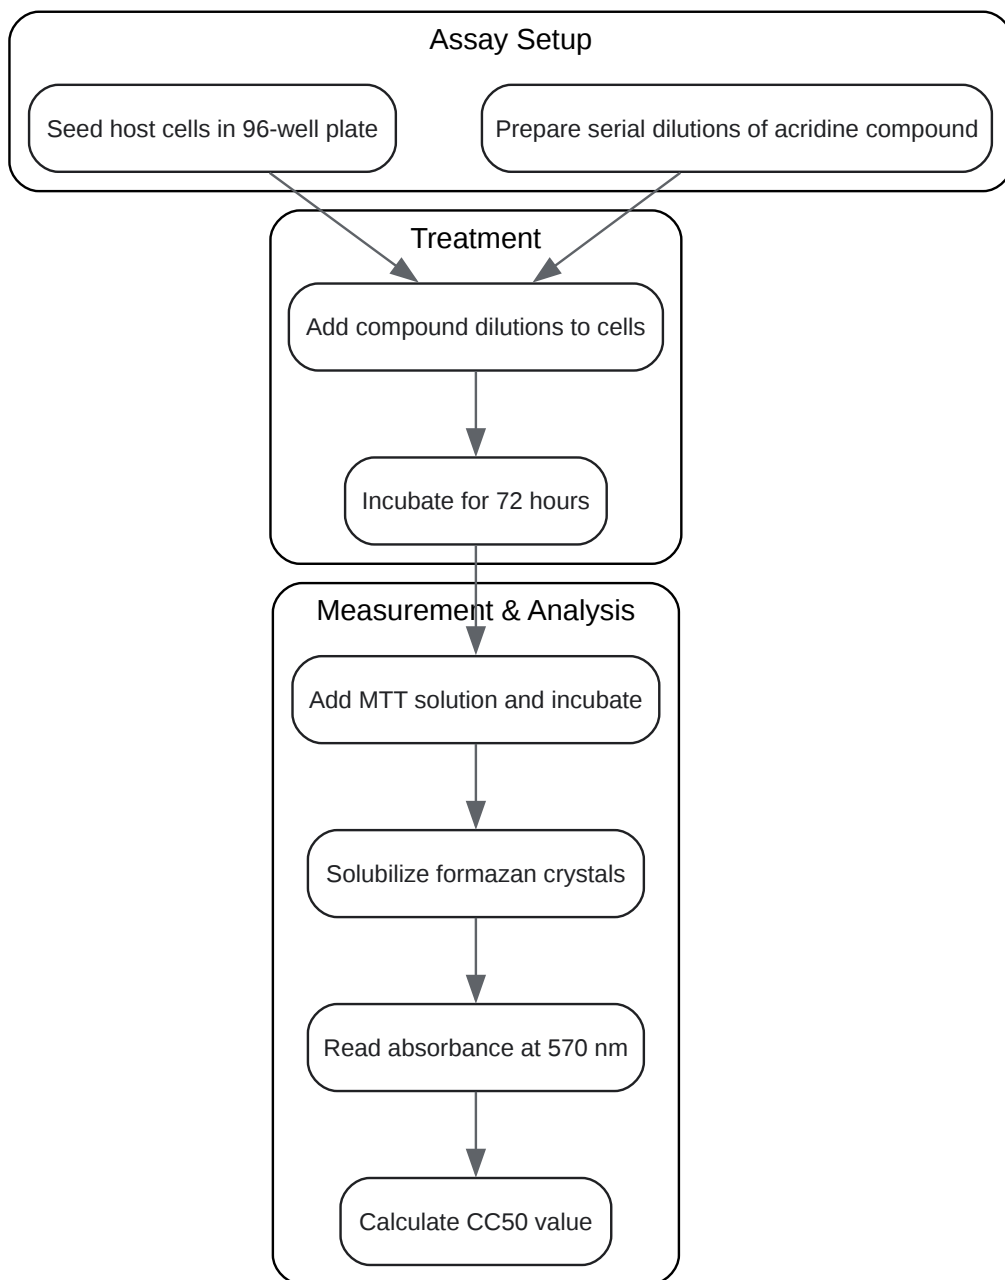 Assay Setup
Seed host cells in 96-well plate
Prepare serial dilutions of acridine compound
Treatment
Add compound dilutions to cells
Incubate for 72 hours
Measurement & Analysis
Add MTT solution and incubate
Solubilize formazan crystals
Read absorbance at 570 nm
Calculate CC50 value